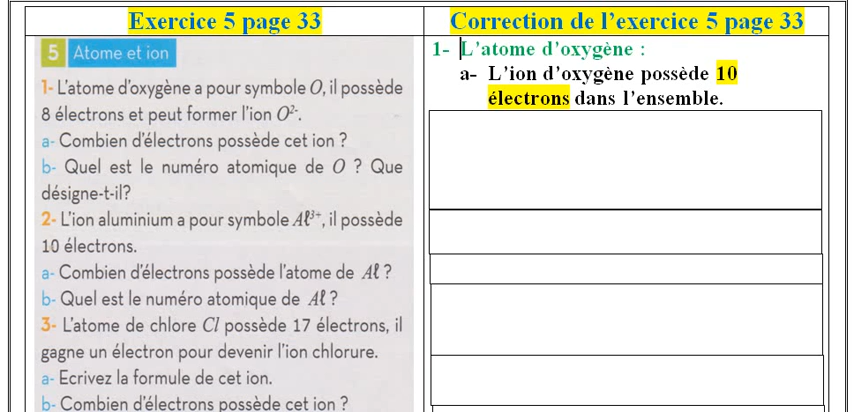 Exercice 5 page 33
5 Atome et ion
1- L'atome d'oxygène a pour symbole O, il possède
8 électrons et peut former l'ion O²⁻.
a- Combien d'électrons possède cet ion ?
b- Quel est le numéro atomique de O ? Que
désigne-t-il?
2- L'ion aluminium a pour symbole Aℓ³⁺, il possède
10 électrons.
a- Combien d'électrons possède l'atome de Aℓ ?
b- Quel est le numéro atomique de Aℓ ?
3- L'atome de chlore Cl possède 17 électrons, il
gagne un électron pour devenir l'ion chlorure.
a- Ecrivez la formule de cet ion.
b- Combien d'électrons possède cet ion ?
Correction de l'exercice 5 page 33
1- L'atome d'oxygène :
a- L'ion d'oxygène possède 10
électrons dans l'ensemble.